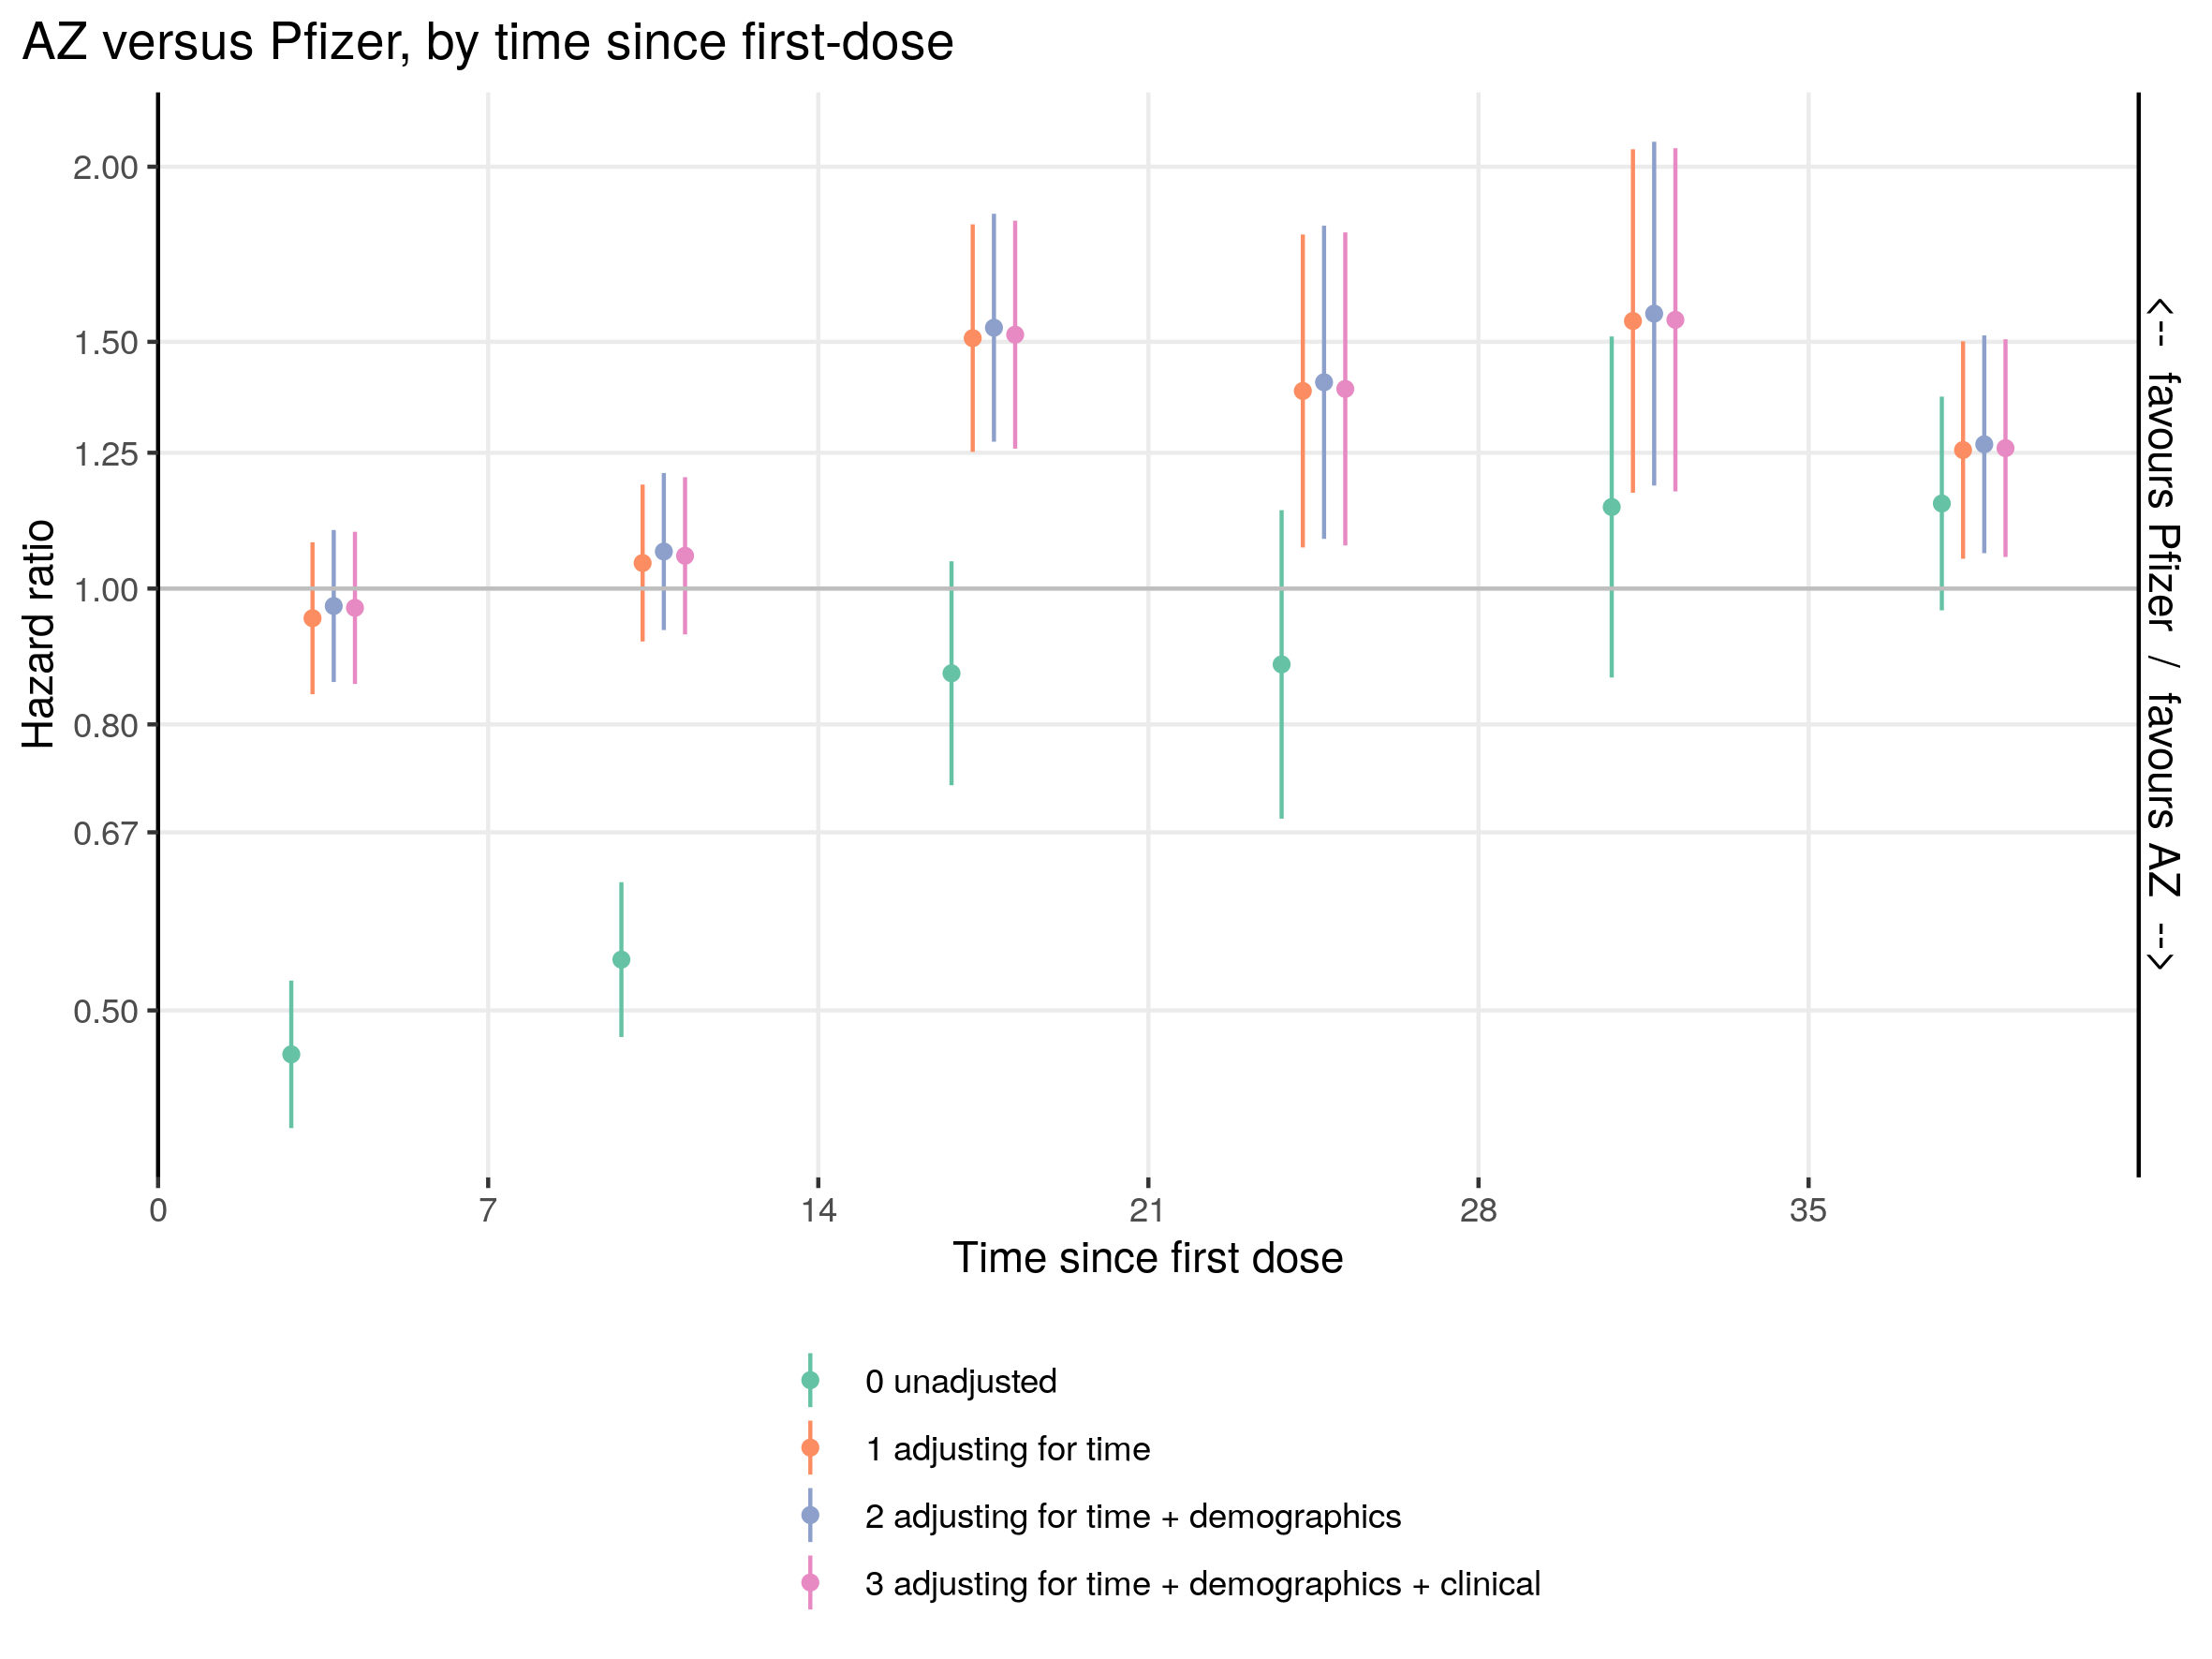 AZ versus Pfizer, by time since first-dose
Hazard ratio
2.00
1.50
1.25
1.00
0.80
0.67
0.50
<-- favours Pfizer / favours AZ -->
0 7 14 21 28 35
Time since first dose
0 unadjusted
1 adjusting for time
2 adjusting for time + demographics
3 adjusting for time + demographics + clinical